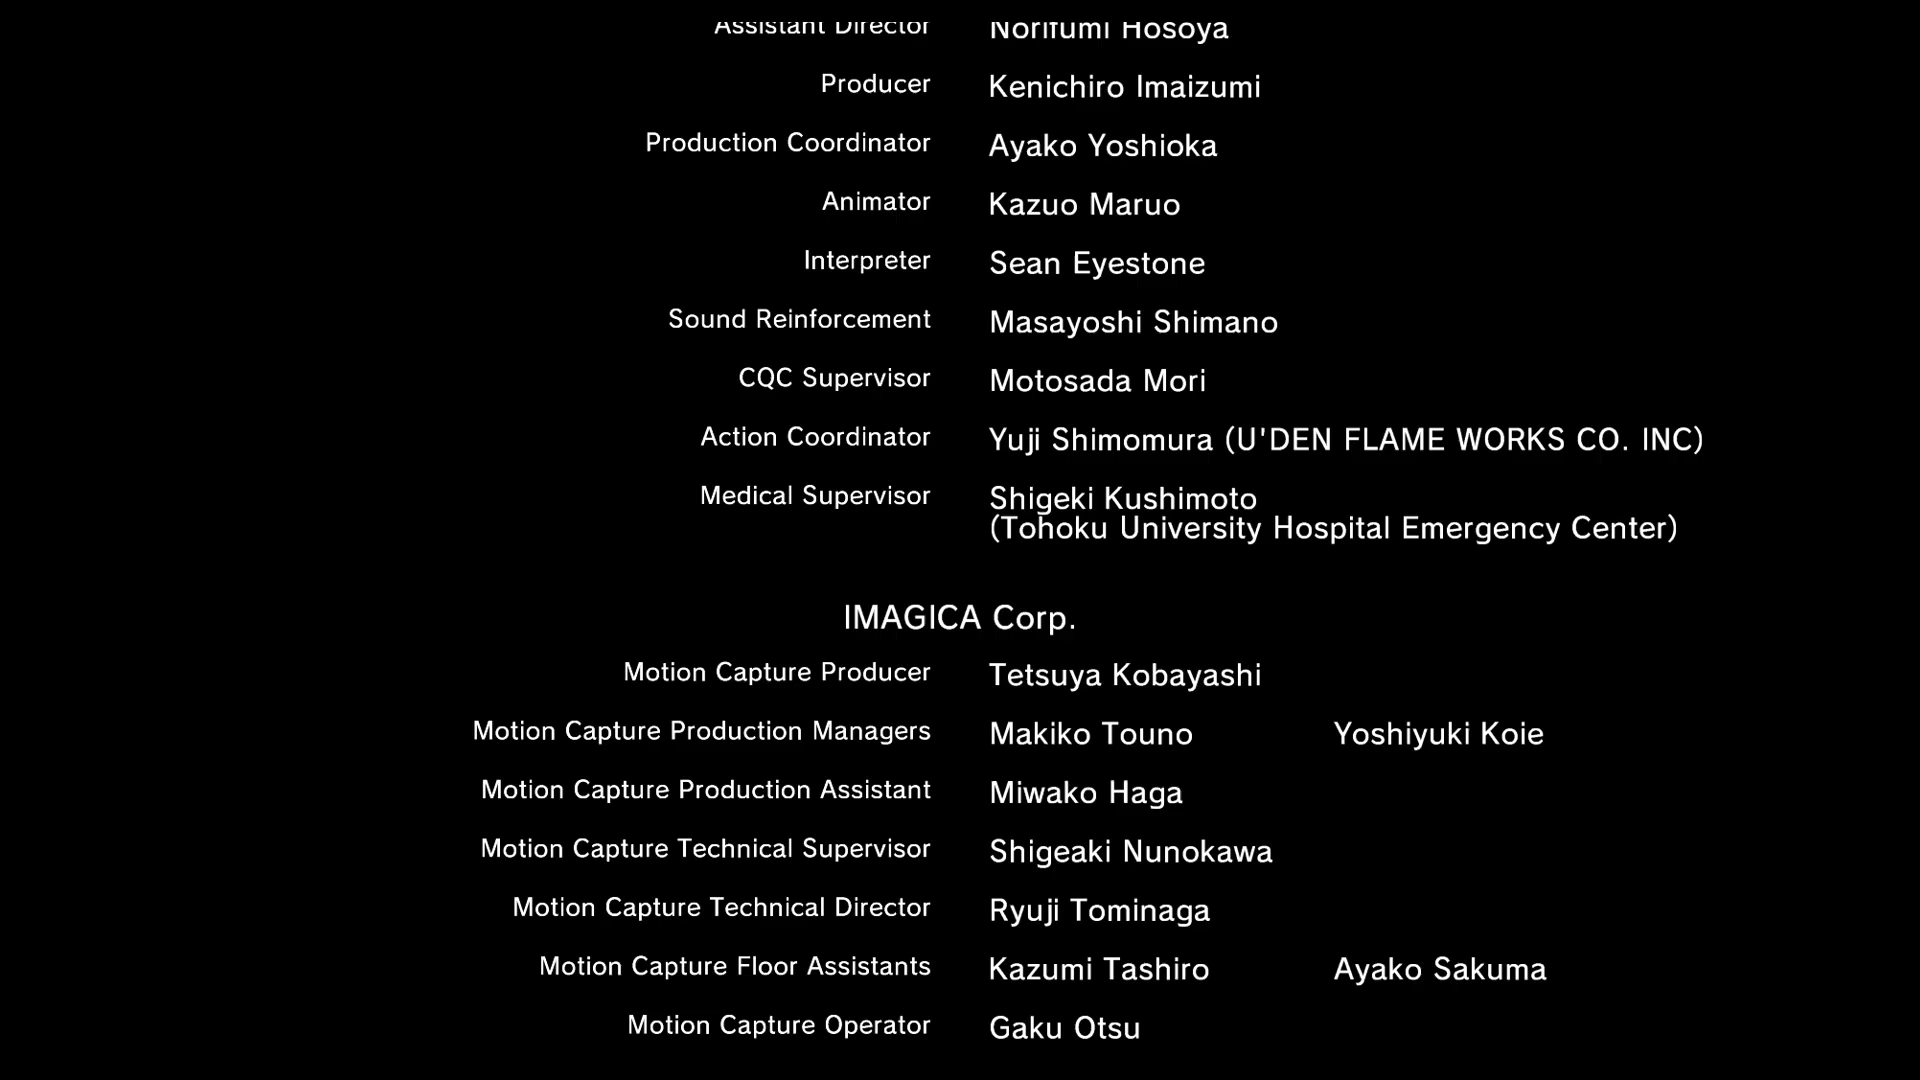 Assistant Director Norifumi Hosoya
Producer Kenichiro Imaizumi
Production Coordinator Ayako Yoshioka
Animator Kazuo Maruo
Interpreter Sean Eyestone
Sound Reinforcement Masayoshi Shimano
CQC Supervisor Motosada Mori
Action Coordinator Yuji Shimomura (U'DEN FLAME WORKS CO. INC)
Medical Supervisor Shigeki Kushimoto
(Tohoku University Hospital Emergency Center)
IMAGICA Corp.
Motion Capture Producer Tetsuya Kobayashi
Motion Capture Production Managers Makiko Touno Yoshiyuki Koie
Motion Capture Production Assistant Miwako Haga
Motion Capture Technical Supervisor Shigeaki Nunokawa
Motion Capture Technical Director Ryuji Tominaga
Motion Capture Floor Assistants Kazumi Tashiro Ayako Sakuma
Motion Capture Operator Gaku Otsu